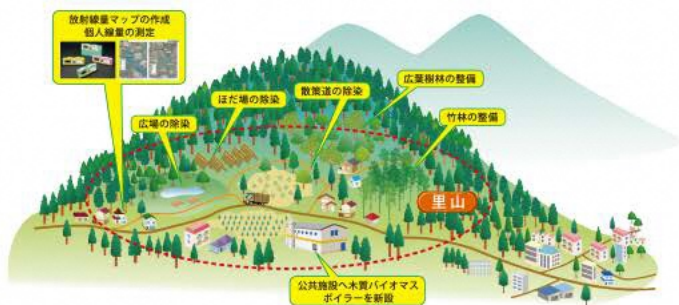 放射線量マップの作成
個人線量の測定
広葉樹林の整備
散策道の除染
ほだ場の除染
竹林の整備
広場の除染
里山
公共施設へ木質バイオマス
ボイラーを新設